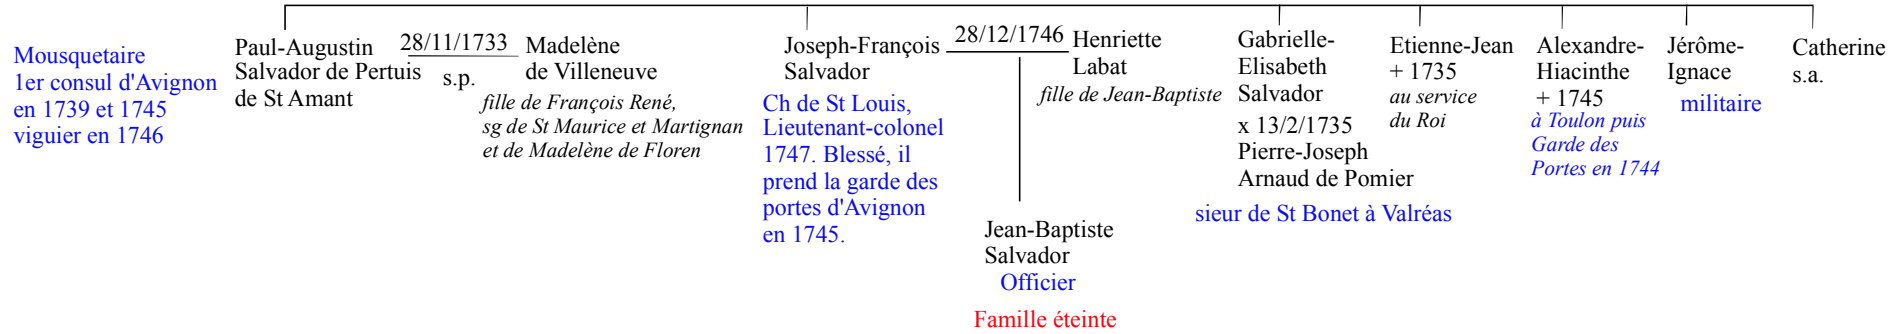 Mousquetaire
1er consul d'Avignon
en 1739 et 1745
viguier en 1746
Paul-Augustin
Salvador de Pertuis
de St Amant
28/11/1733
s.p.
Madelène
de Villeneuve
fille de François René,
sg de St Maurice et Martignan
et de Madelène de Floren
Joseph-François
Salvador
Ch de St Louis,
Lieutenant-colonel
1747. Blessé, il
prend la garde des
portes d'Avignon
en 1745.
28/12/1746
Henriette
Labat
fille de Jean-Baptiste
Jean-Baptiste
Salvador
Officier
Famille éteinte
Gabrielle-
Elisabeth
Salvador
x 13/2/1735
Pierre-Joseph
Arnaud de Pomier
sieur de St Bonet à Valréas
Etienne-Jean
+ 1735
au service
du Roi
Alexandre-
Hiacinthe
+ 1745
à Toulon puis
Garde des
Portes en 1744
Jérôme-
Ignace
militaire
Catherine
s.a.